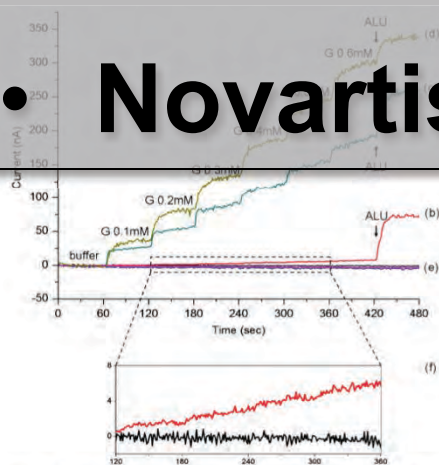 350
ALU
(d)
300
G 0.6mM
250
• Novartis
200
150
ALU
Current (nA)
100
G 0.2mM
(b)
G 0.1mM
ALU
50
buffer
0
(e)
-50
0 60 120 180 240 300 360 420 480
Time (sec)
(f)
8
4
0
120 180 240 300 360